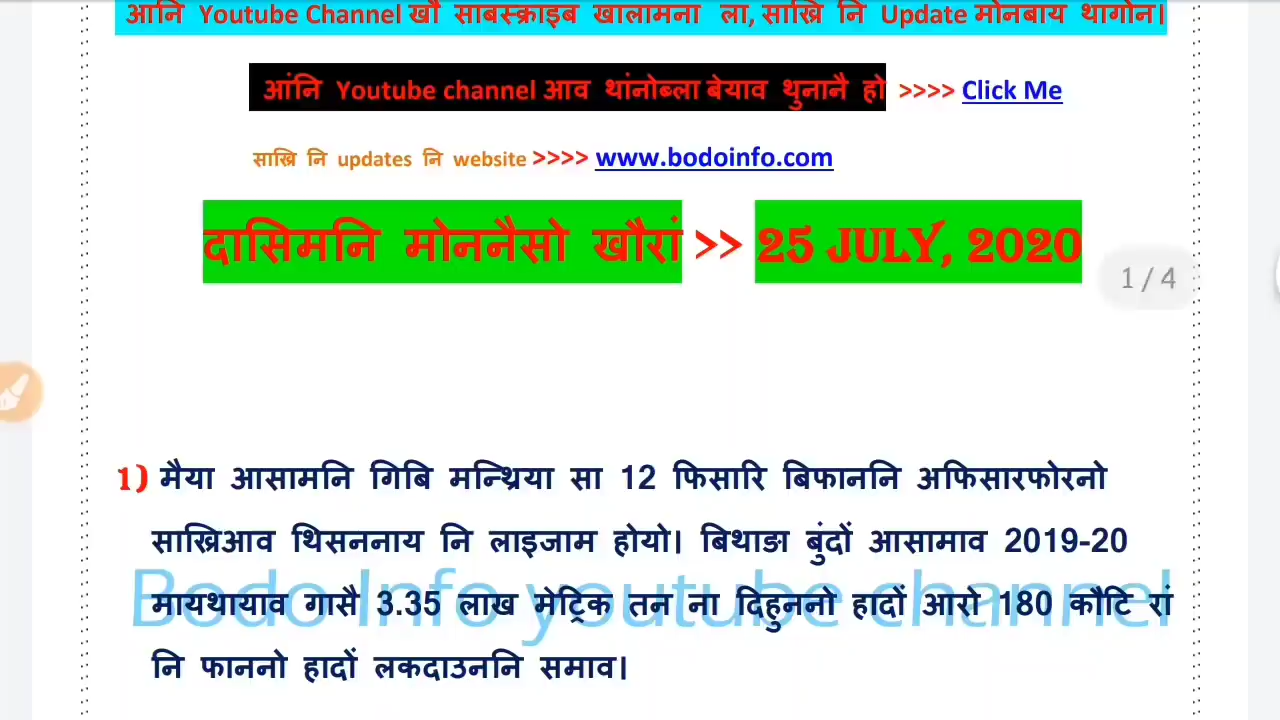 आंनि Youtube Channel खौ साबस्क्राइब खालामना ला, साख्रि नि Update मोनबाय थागोन।
आंनि Youtube channel आव थांनोब्ला बेयाव थुनानै हो >>>> Click Me
साख्रि नि updates नि website >>>> www.bodoinfo.com
दासिमनि मोननैसो खौरां >> 25 JULY, 2020
1 / 4
1) मैया आसामनि गिबि मन्थ्रिया सा 12 फिसारि बिफाननि अफिसारफोरनो
साख्रिआव थिसननाय नि लाइजाम होयो। बिथाङा बुंदों आसामाव 2019-20
मायथायाव गासै 3.35 लाख मेट्रिक तन ना दिहुननो हादों आरो 180 कौटि रां
नि फाननो हादों लकदाउननि समाव।
Bodo Info youtube channel